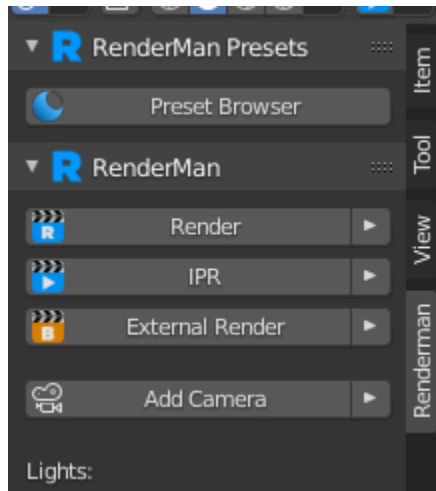 RenderMan Presets
Preset Browser
RenderMan
Render
IPR
External Render
Add Camera
Lights:
Item
Tool
View
Renderman